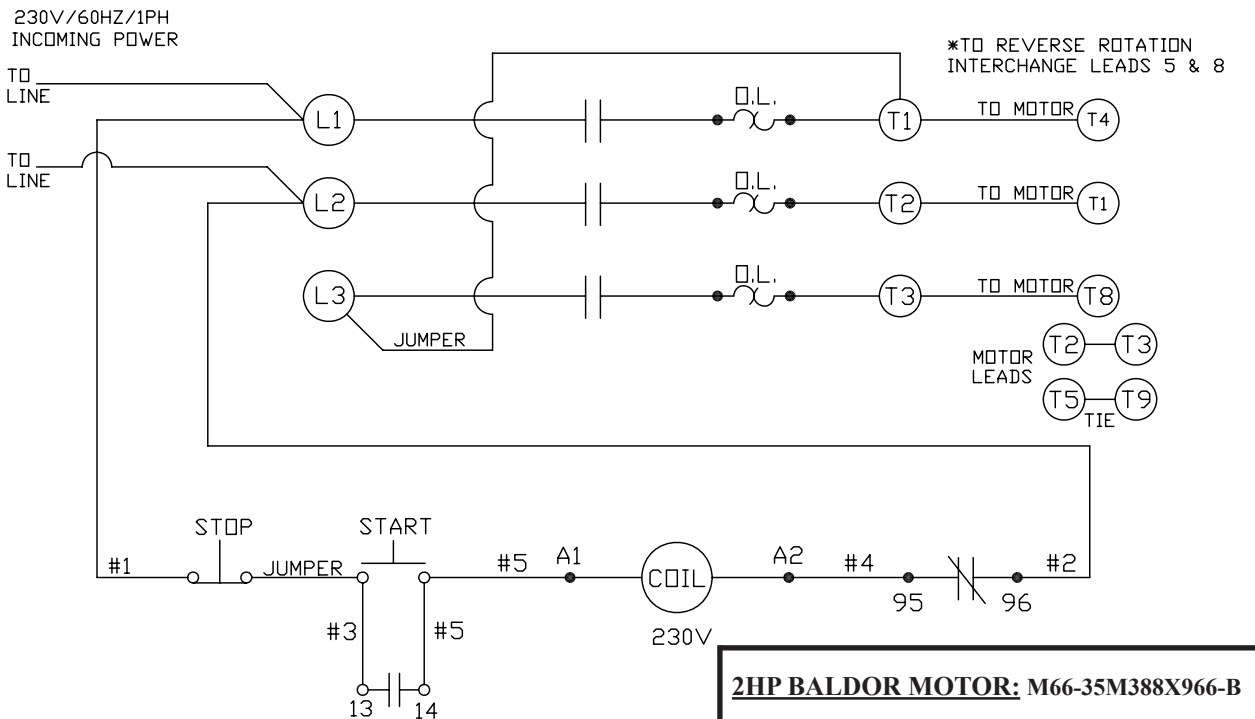 230V/60HZ/1PH
INCOMING POWER
*TO REVERSE ROTATION
INTERCHANGE LEADS 5 & 8
TO
LINE
L1
O.L.
T1
TO MOTOR
T4
TO
LINE
L2
O.L.
T2
TO MOTOR
T1
L3
O.L.
T3
TO MOTOR
T8
JUMPER
MOTOR
LEADS
T2
T3
T5
T9
TIE
STOP
START
#1
JUMPER
#5
A1
COIL
A2
#4
#2
95
96
#3
#5
230V
13
14
2HP BALDOR MOTOR: M66-35M388X966-B